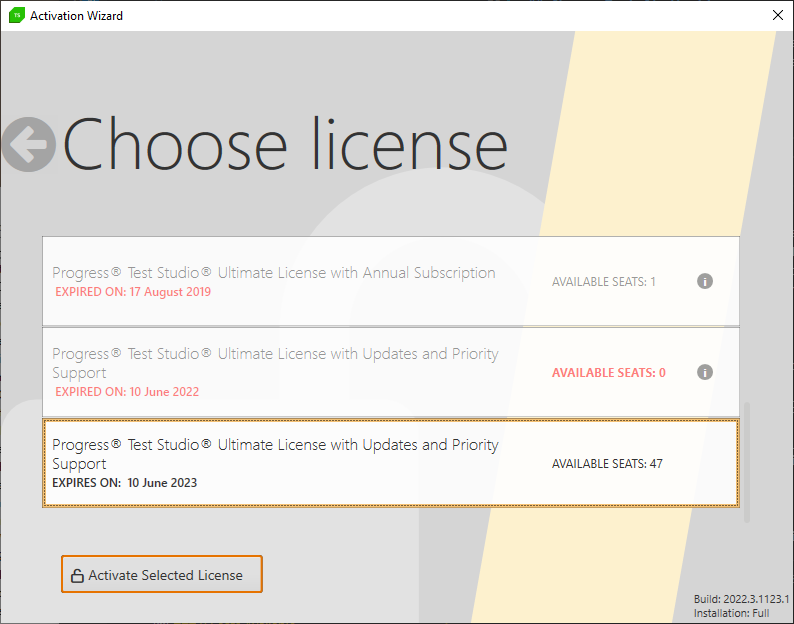 TS Activation Wizard
Choose license
Progress® Test Studio® Ultimate License with Annual Subscription
EXPIRED ON: 17 August 2019
AVAILABLE SEATS: 1
Progress® Test Studio® Ultimate License with Updates and Priority
Support
EXPIRED ON: 10 June 2022
AVAILABLE SEATS: 0
Progress® Test Studio® Ultimate License with Updates and Priority
Support
EXPIRES ON: 10 June 2023
AVAILABLE SEATS: 47
Activate Selected License
Build: 2022.3.1123.1
Installation: Full